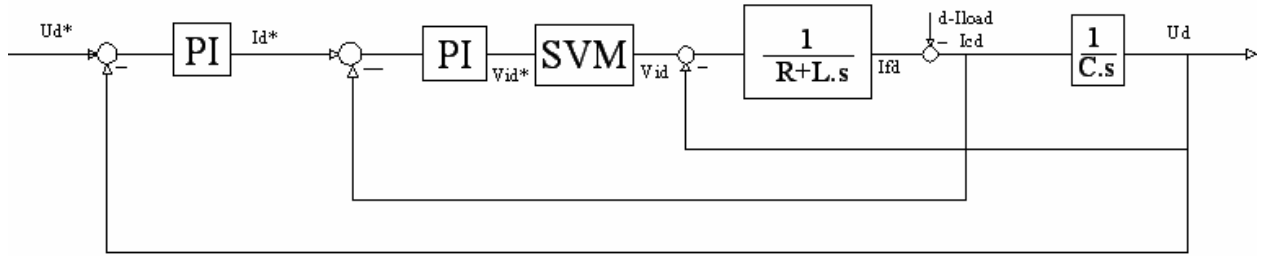 Ud*
PI
Id*
PI
Vid*
SVM
Vid
1
R+L.s
Ifd
d-Iload
Icd
1
C.s
Ud